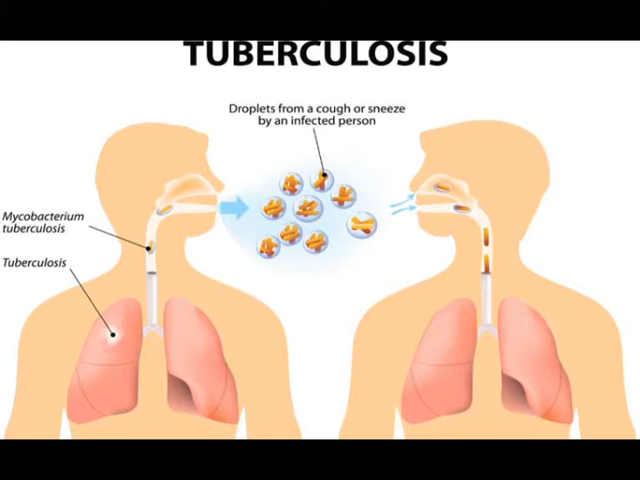 TUBERCULOSIS
Droplets from a cough or sneeze
by an infected person
Mycobacterium
tuberculosis
Tuberculosis